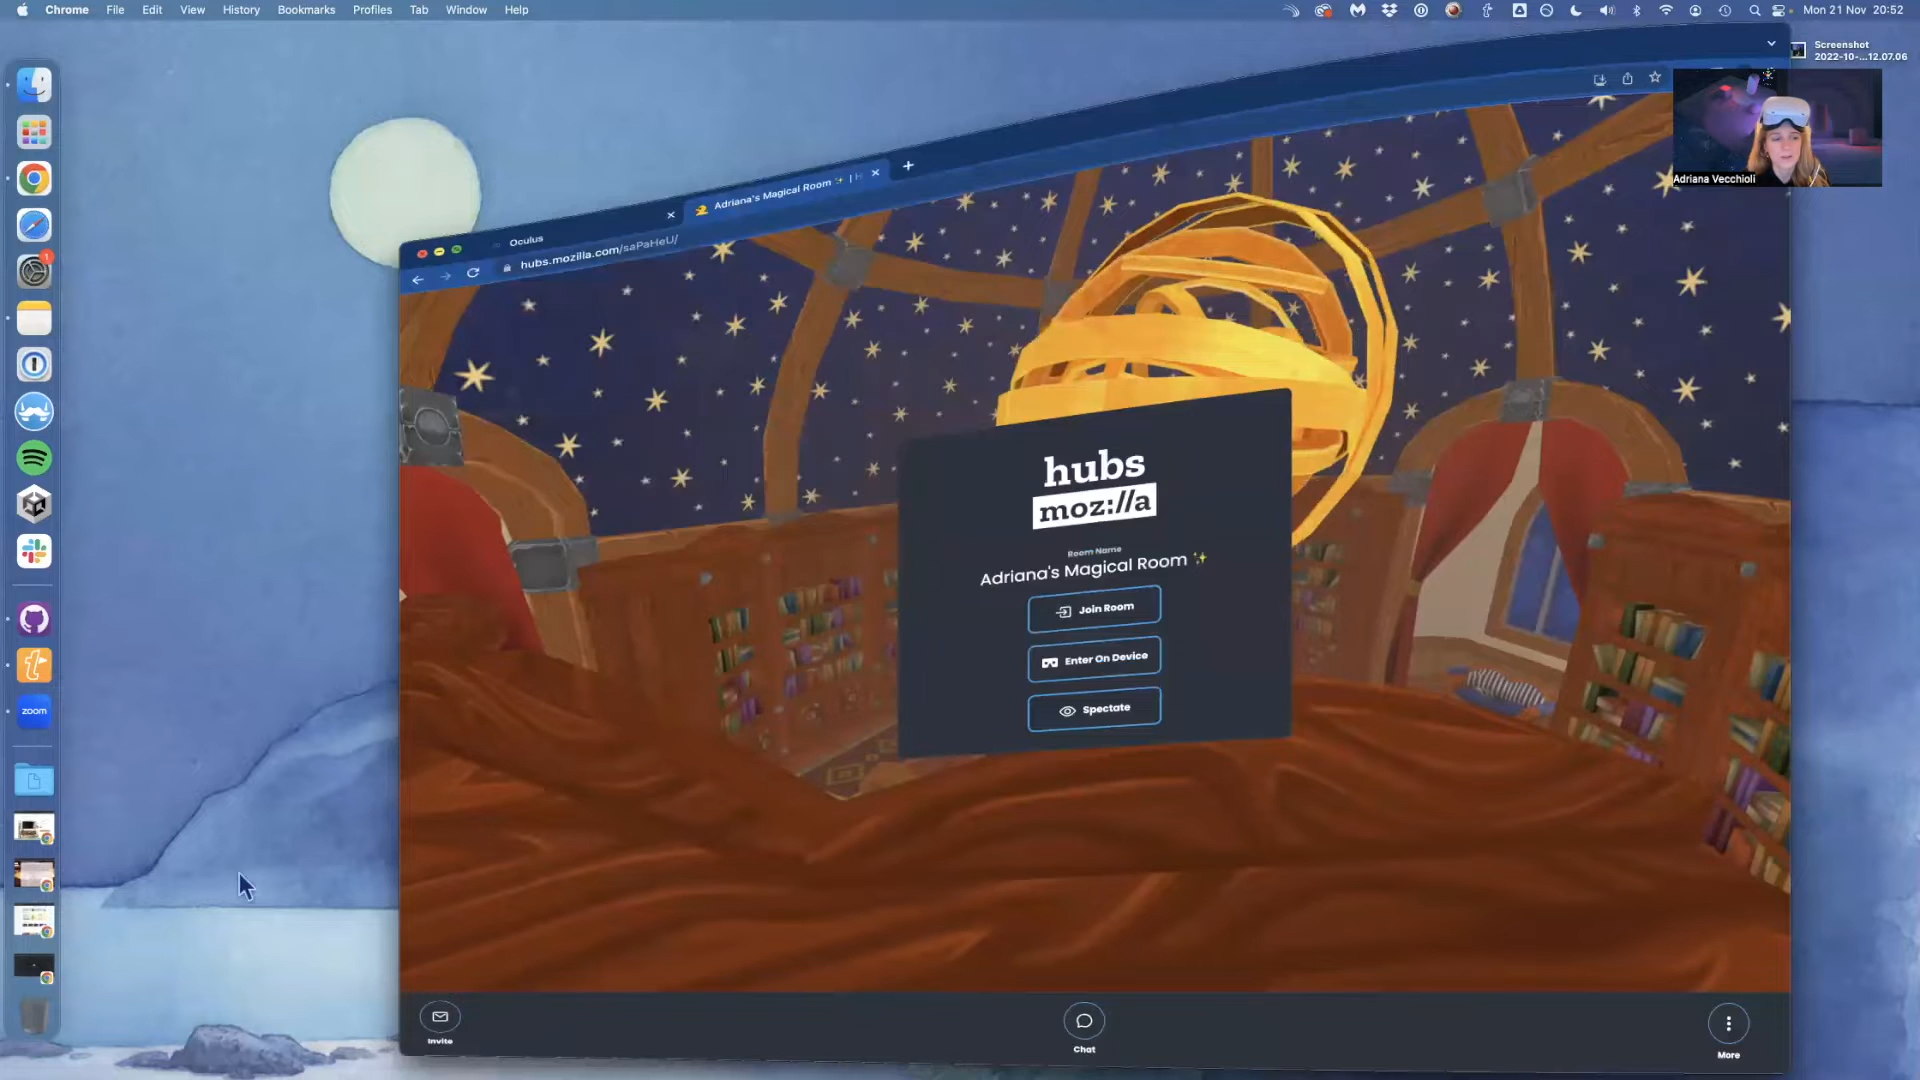 Chrome File Edit View History Bookmarks Profiles Tab Window Help
Mon 21 Nov 20:52
Screenshot
2022-10-...12.07.06
Adriana Vecchioli
Oculus
Adriana's Magical Room ✨ | H
hubs.mozilla.com/saPaHeU/
1
hubs
moz://a
Room Name
Adriana's Magical Room ✨
Join Room
Enter On Device
Spectate
zoom
Invite
Chat
More